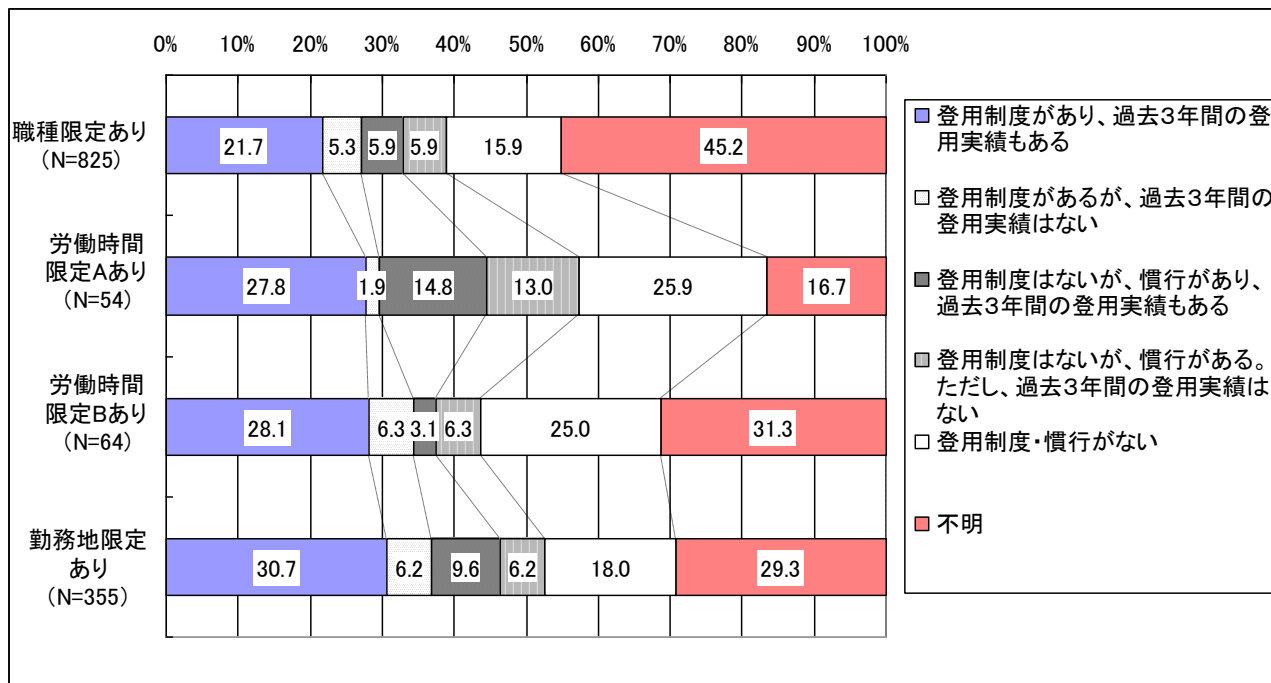 0% 10% 20% 30% 40% 50% 60% 70% 80% 90% 100%
職種限定あり
(N=825)
21.7 5.3 5.9 5.9 15.9 45.2
労働時間
限定Aあり
(N=54)
27.8 1.9 14.8 13.0 25.9 16.7
労働時間
限定Bあり
(N=64)
28.1 6.3 3.1 6.3 25.0 31.3
勤務地限定
あり
(N=355)
30.7 6.2 9.6 6.2 18.0 29.3
登用制度があり、過去3年間の登
用実績もある
登用制度があるが、過去3年間の
登用実績はない
登用制度はないが、慣行があり、
過去3年間の登用実績もある
登用制度はないが、慣行がある。
ただし、過去3年間の登用実績は
ない
登用制度・慣行がない
不明